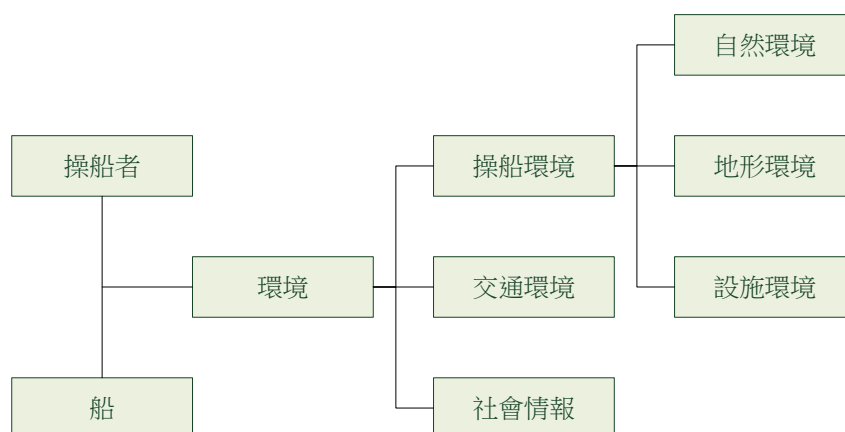 自然環境
操船者
操船環境
地形環境
環境
交通環境
設施環境
船
社會情報